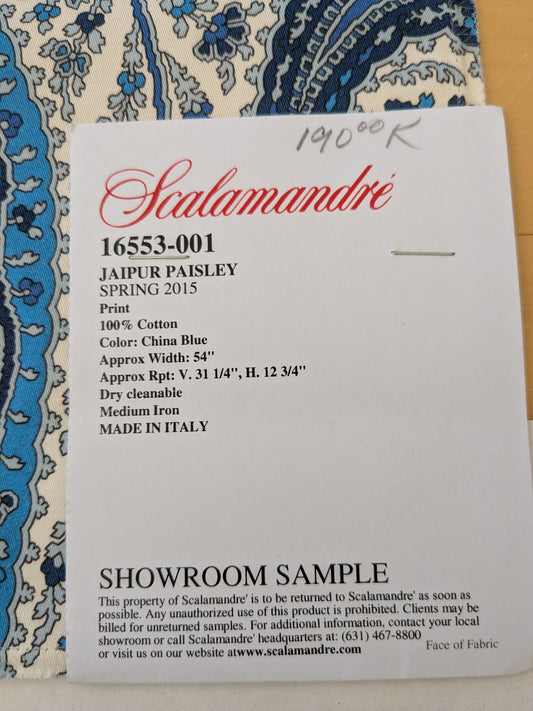 190⁰⁰ K
Scalamandré
16553-001
JAIPUR PAISLEY
SPRING 2015
Print
100% Cotton
Color: China Blue
Approx Width: 54"
Approx Rpt: V. 31 1/4", H. 12 3/4"
Dry cleanable
Medium Iron
MADE IN ITALY
SHOWROOM SAMPLE
This property of Scalamandre' is to be returned to Scalamandre' as soon as
possible. Any unauthorized use of this product is prohibited. Clients may be
billed for unreturned samples. For additional information, contact your local
showroom or call Scalamandre' headquarters at: (631) 467-8800
or visit us on our website atwww.scalamandre.com
Face of Fabric